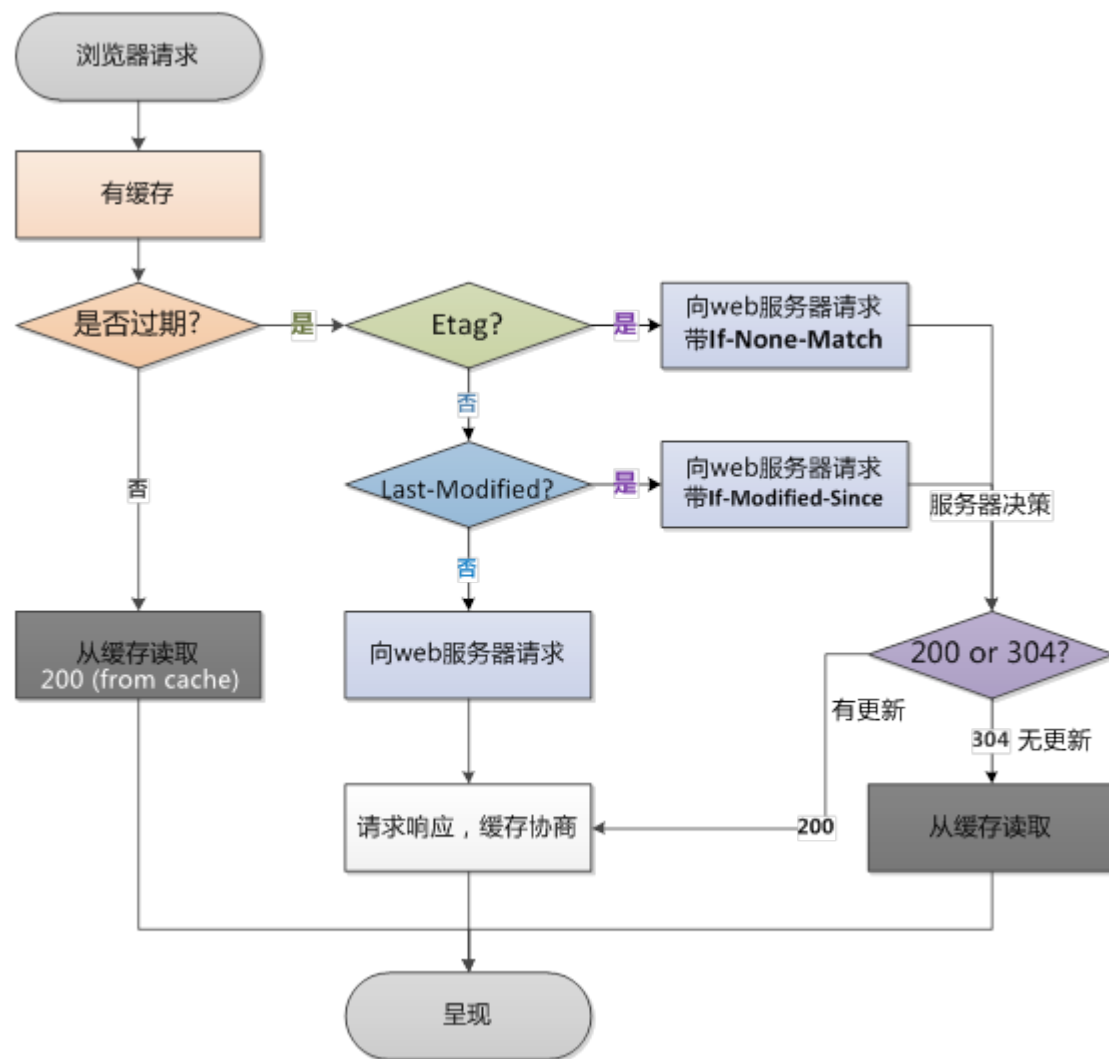 浏览器请求
有缓存
是否过期?
是
Etag?
是
向web服务器请求
带If-None-Match
否
否
Last-Modified?
是
向web服务器请求
带If-Modified-Since
服务器决策
否
从缓存读取
200 (from cache)
向web服务器请求
200 or 304?
有更新
304 无更新
请求响应，缓存协商
200
从缓存读取
呈现